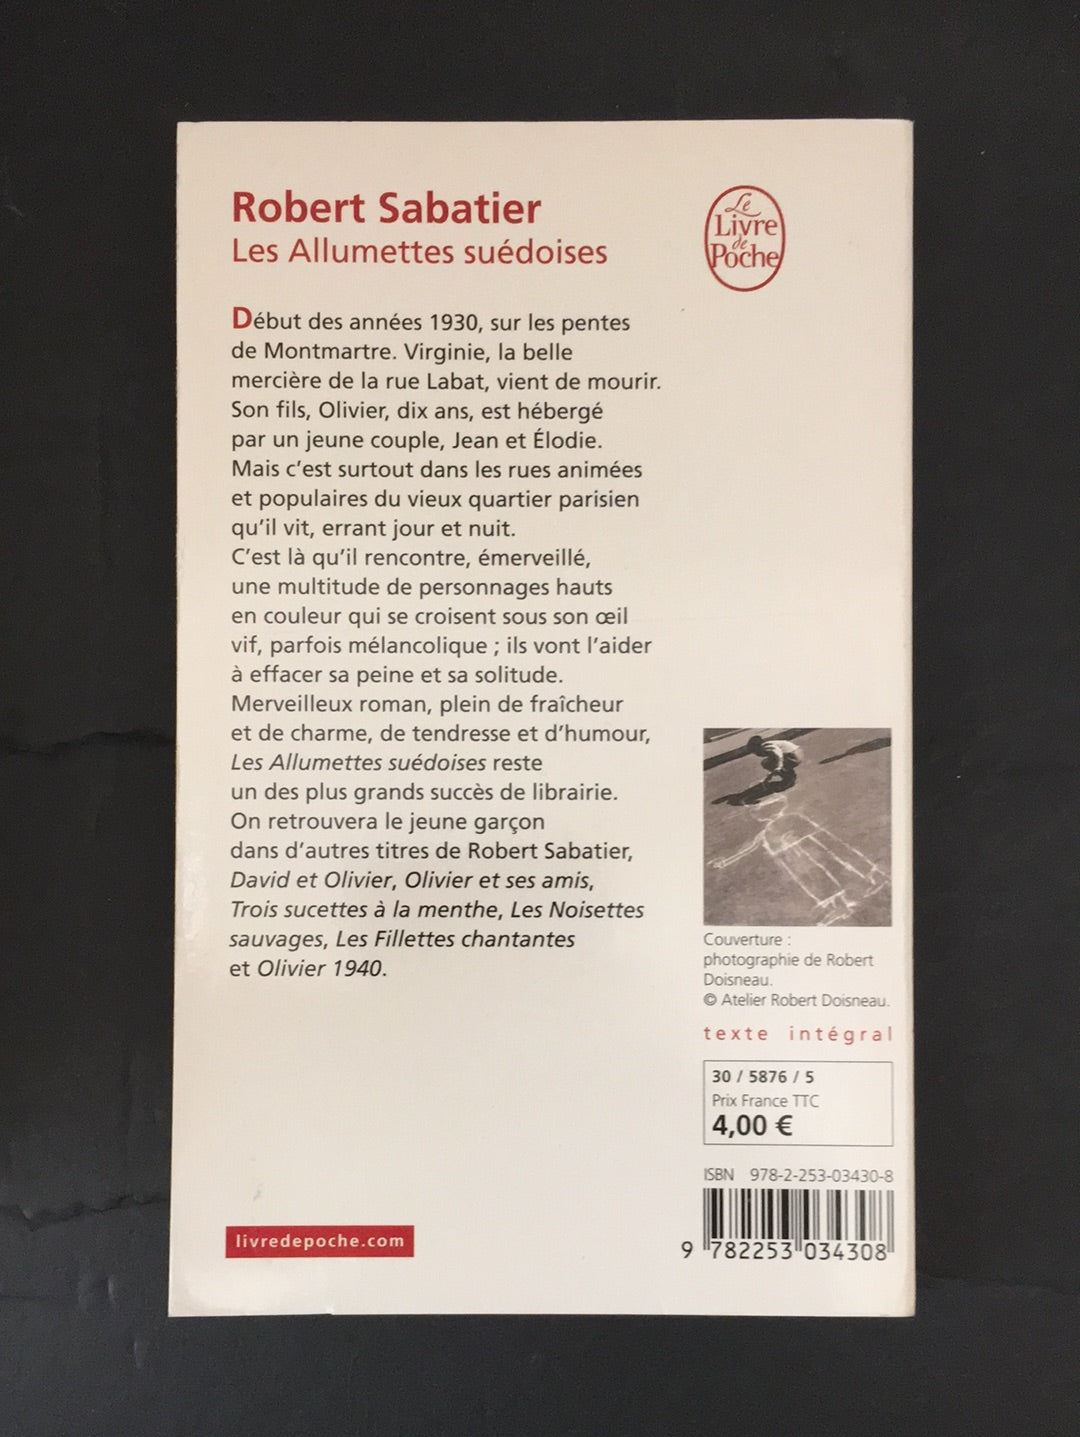 Robert Sabatier
Les Allumettes suédoises
Le
Livre
de
Poche
Début des années 1930, sur les pentes
de Montmartre. Virginie, la belle
mercière de la rue Labat, vient de mourir.
Son fils, Olivier, dix ans, est hébergé
par un jeune couple, Jean et Élodie.
Mais c'est surtout dans les rues animées
et populaires du vieux quartier parisien
qu'il vit, errant jour et nuit.
C'est là qu'il rencontre, émerveillé,
une multitude de personnages hauts
en couleur qui se croisent sous son œil
vif, parfois mélancolique ; ils vont l'aider
à effacer sa peine et sa solitude.
Merveilleux roman, plein de fraîcheur
et de charme, de tendresse et d'humour,
Les Allumettes suédoises reste
un des plus grands succès de librairie.
On retrouvera le jeune garçon
dans d'autres titres de Robert Sabatier,
David et Olivier, Olivier et ses amis,
Trois sucettes à la menthe, Les Noisettes
sauvages, Les Fillettes chantantes
et Olivier 1940.
Couverture :
photographie de Robert
Doisneau.
© Atelier Robert Doisneau.
texte intégral
30 / 5876 / 5
Prix France TTC
4,00 €
ISBN 978-2-253-03430-8
9 782253 034308
livredepoche.com